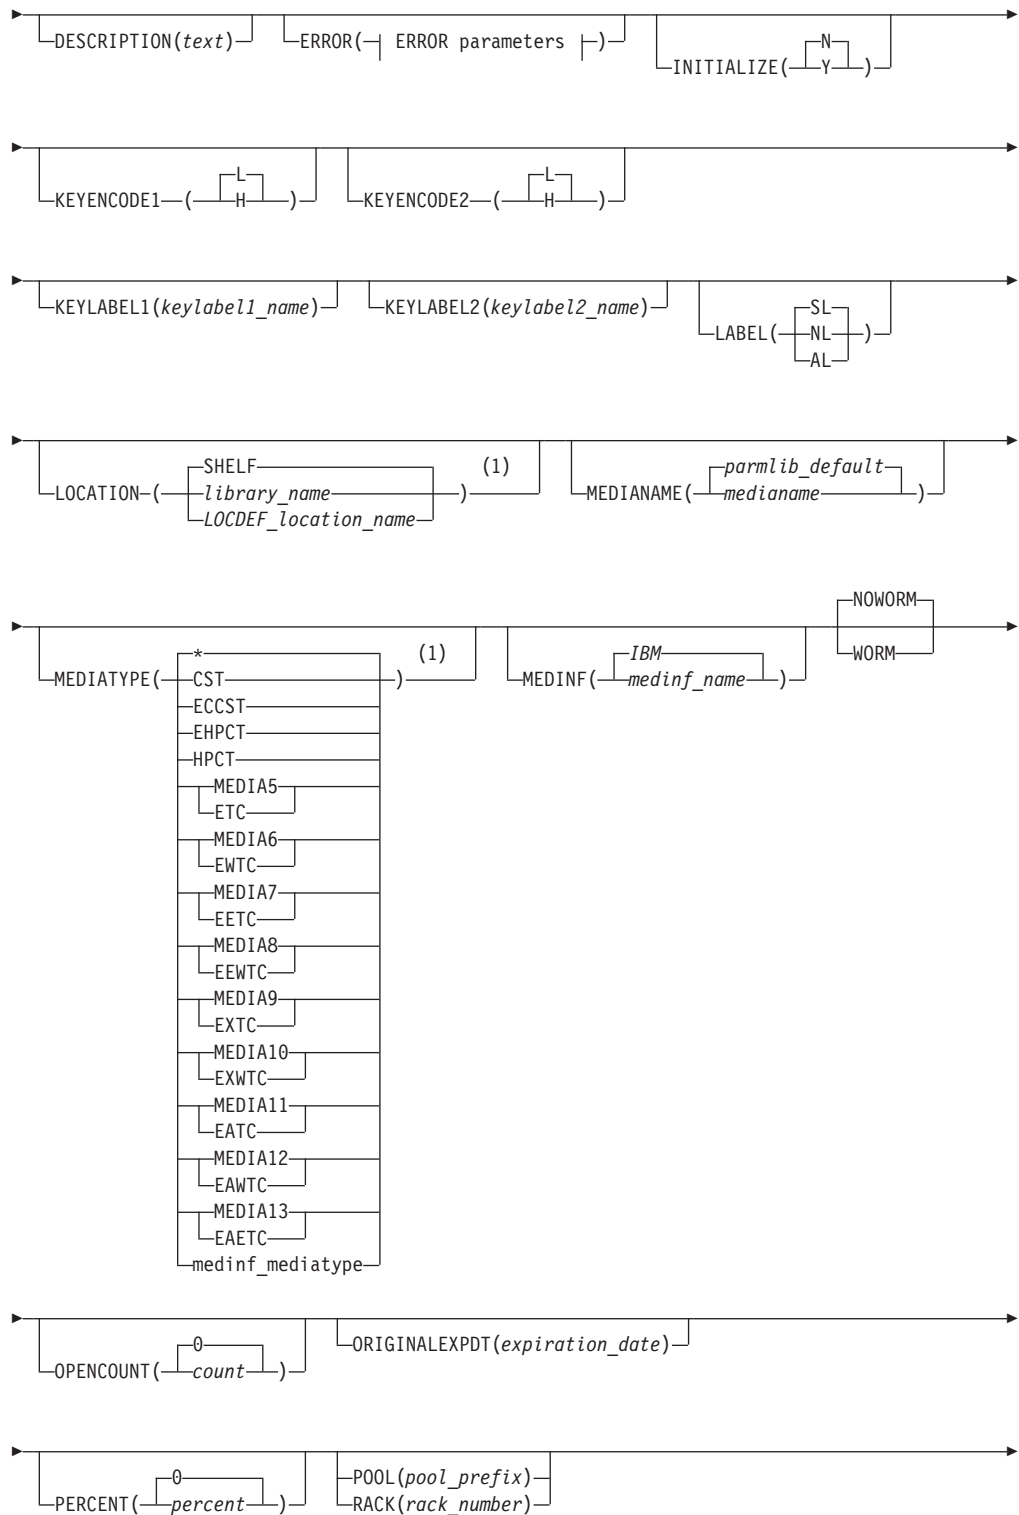 DESCRIPTION(text) ERROR( ERROR parameters )
N
INITIALIZE( Y )
L L
KEYENCODE1 ( H ) KEYENCODE2 ( H )
KEYLABEL1(keylabel1_name) KEYLABEL2(keylabel2_name) SL
LABEL( NL )
AL
SHELF (1) parmlib_default
LOCATION ( library_name ) MEDIANAME( medianame )
LOCDEF_location_name
NOWORM
* (1) IBM WORM
MEDIATYPE( CST ) MEDINF( medinf_name )
ECCST
EHPCT
HPCT
MEDIA5
ETC
MEDIA6
EWTC
MEDIA7
EETC
MEDIA8
EEWTC
MEDIA9
EXTC
MEDIA10
EXWTC
MEDIA11
EATC
MEDIA12
EAWTC
MEDIA13
EAETC
medinf_mediatype
0 ORIGINALEXPDT(expiration_date)
OPENCOUNT( count )
0 POOL(pool_prefix)
PERCENT( percent ) RACK(rack_number)